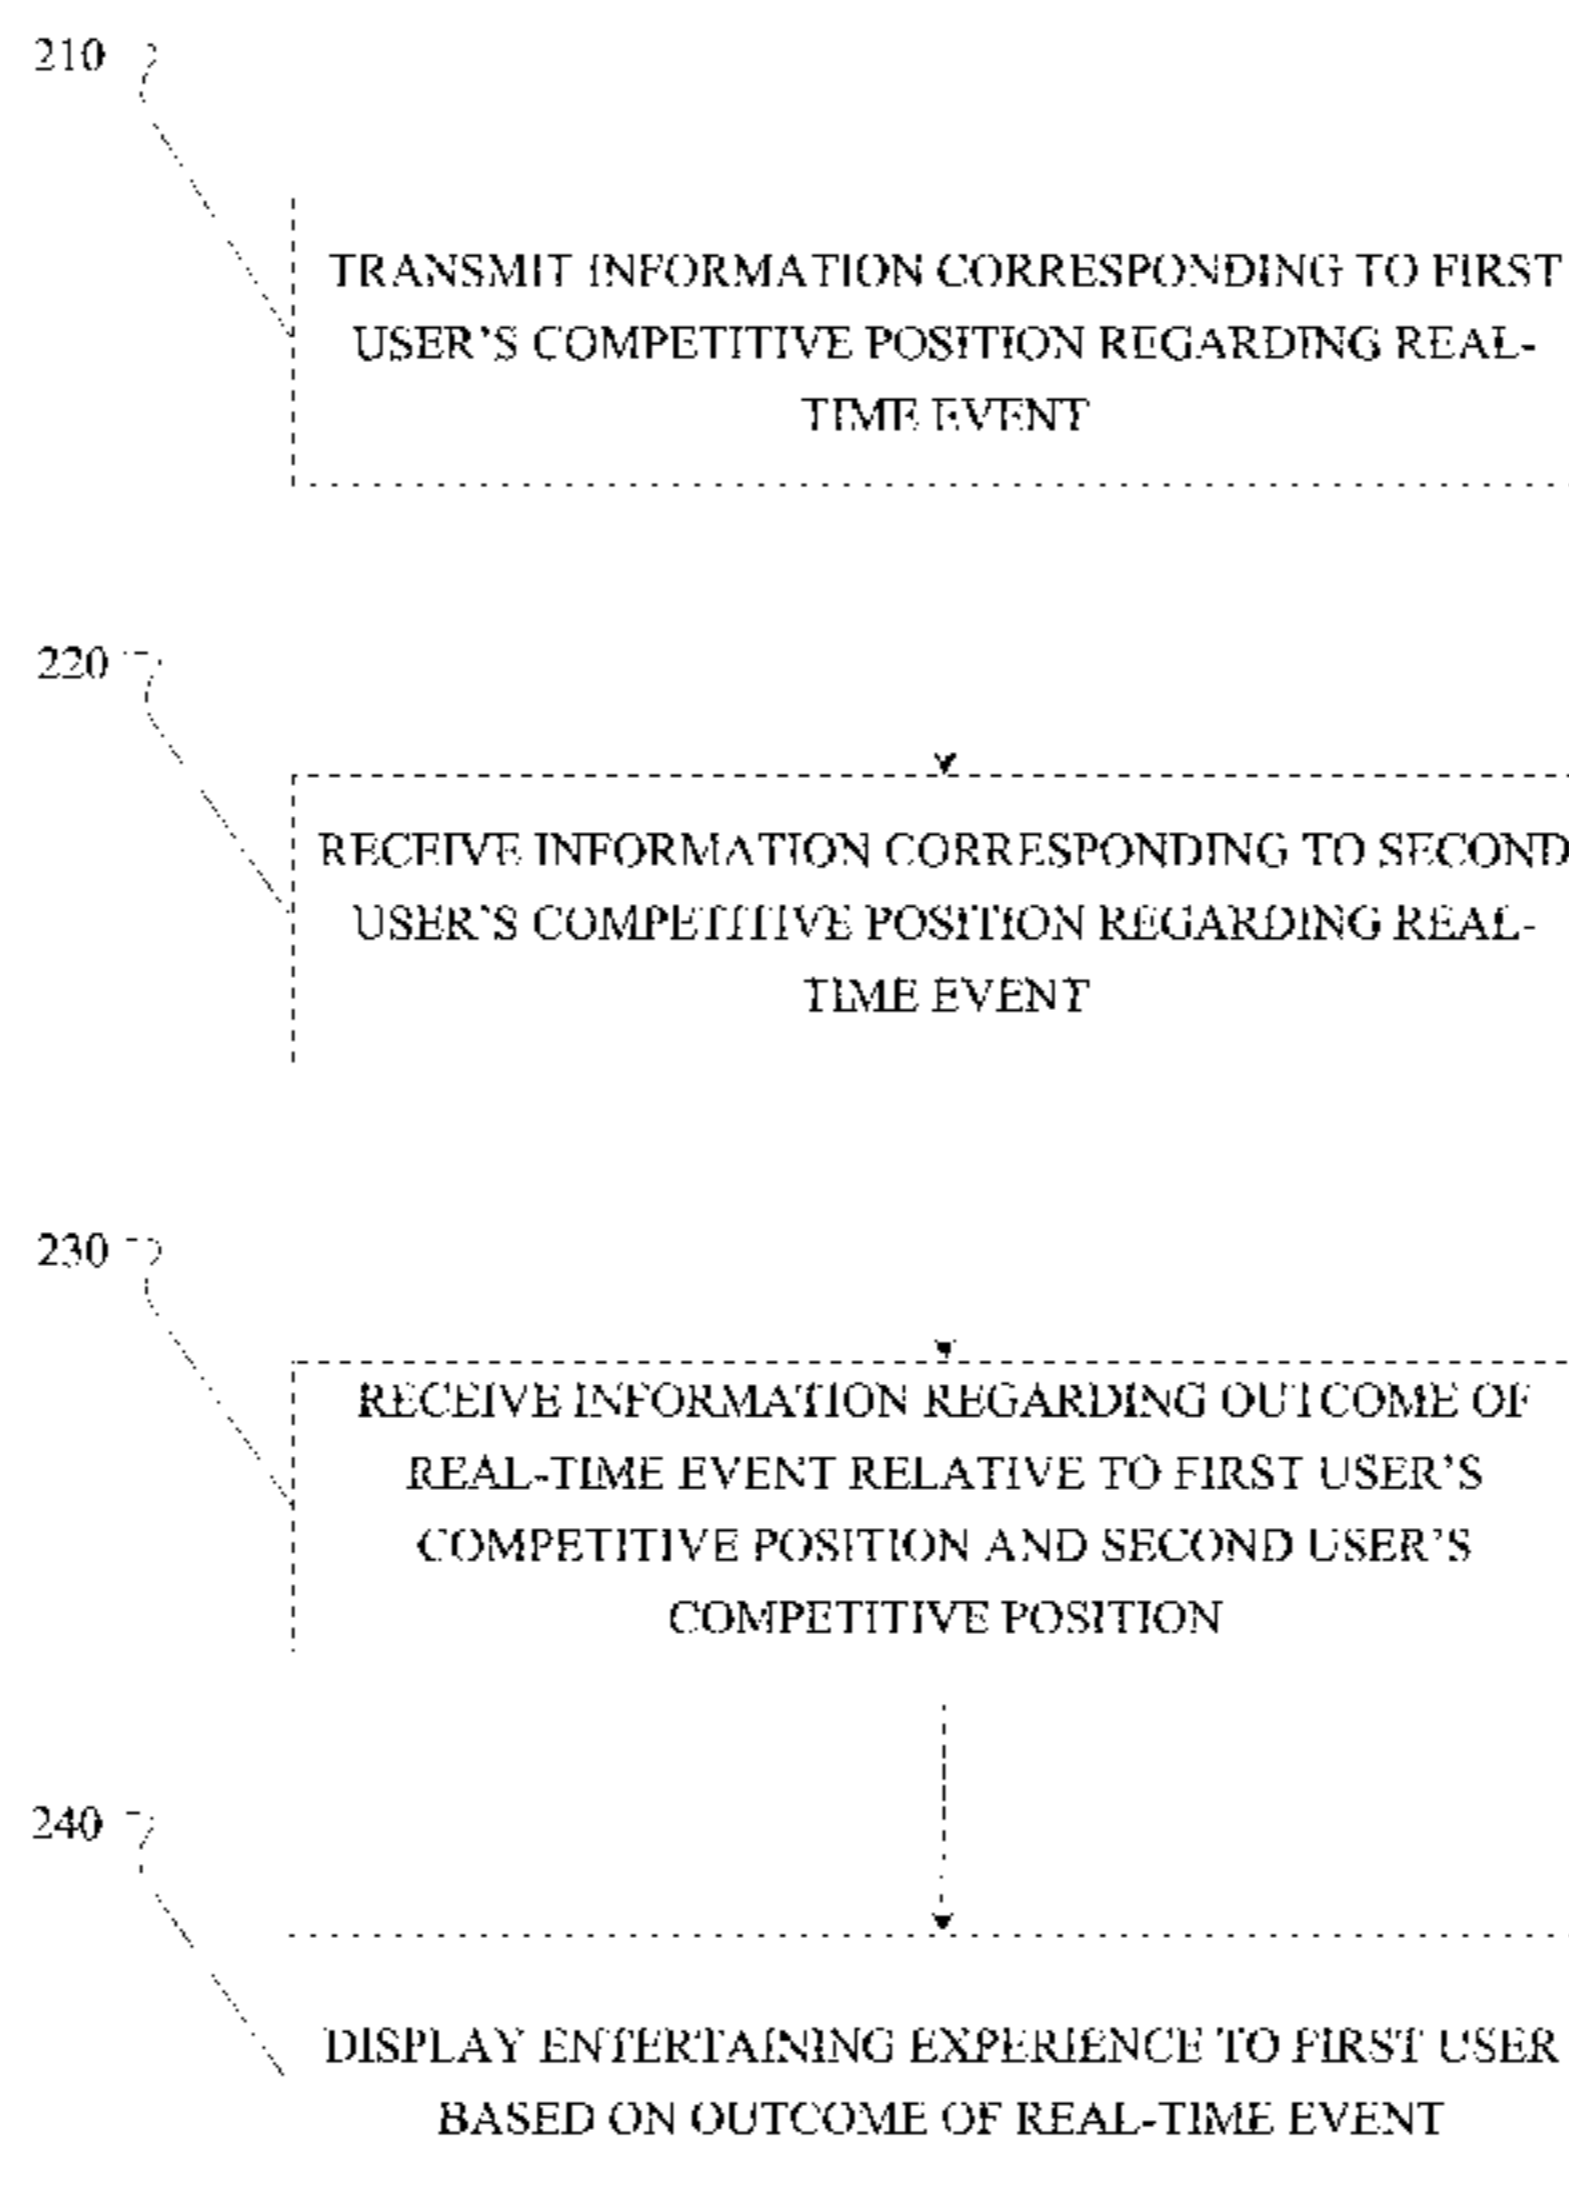 210
TRANSMIT INFORMATION CORRESPONDING TO FIRST
USER'S COMPETITIVE POSITION REGARDING REAL-
TIME EVENT
220
RECEIVE INFORMATION CORRESPONDING TO SECOND
USER'S COMPETITIVE POSITION REGARDING REAL-
TIME EVENT
230
RECEIVE INFORMATION REGARDING OUTCOME OF
REAL-TIME EVENT RELATIVE TO FIRST USER'S
COMPETITIVE POSITION AND SECOND USER'S
COMPETITIVE POSITION
240
DISPLAY ENTERTAINING EXPERIENCE TO FIRST USER
BASED ON OUTCOME OF REAL-TIME EVENT